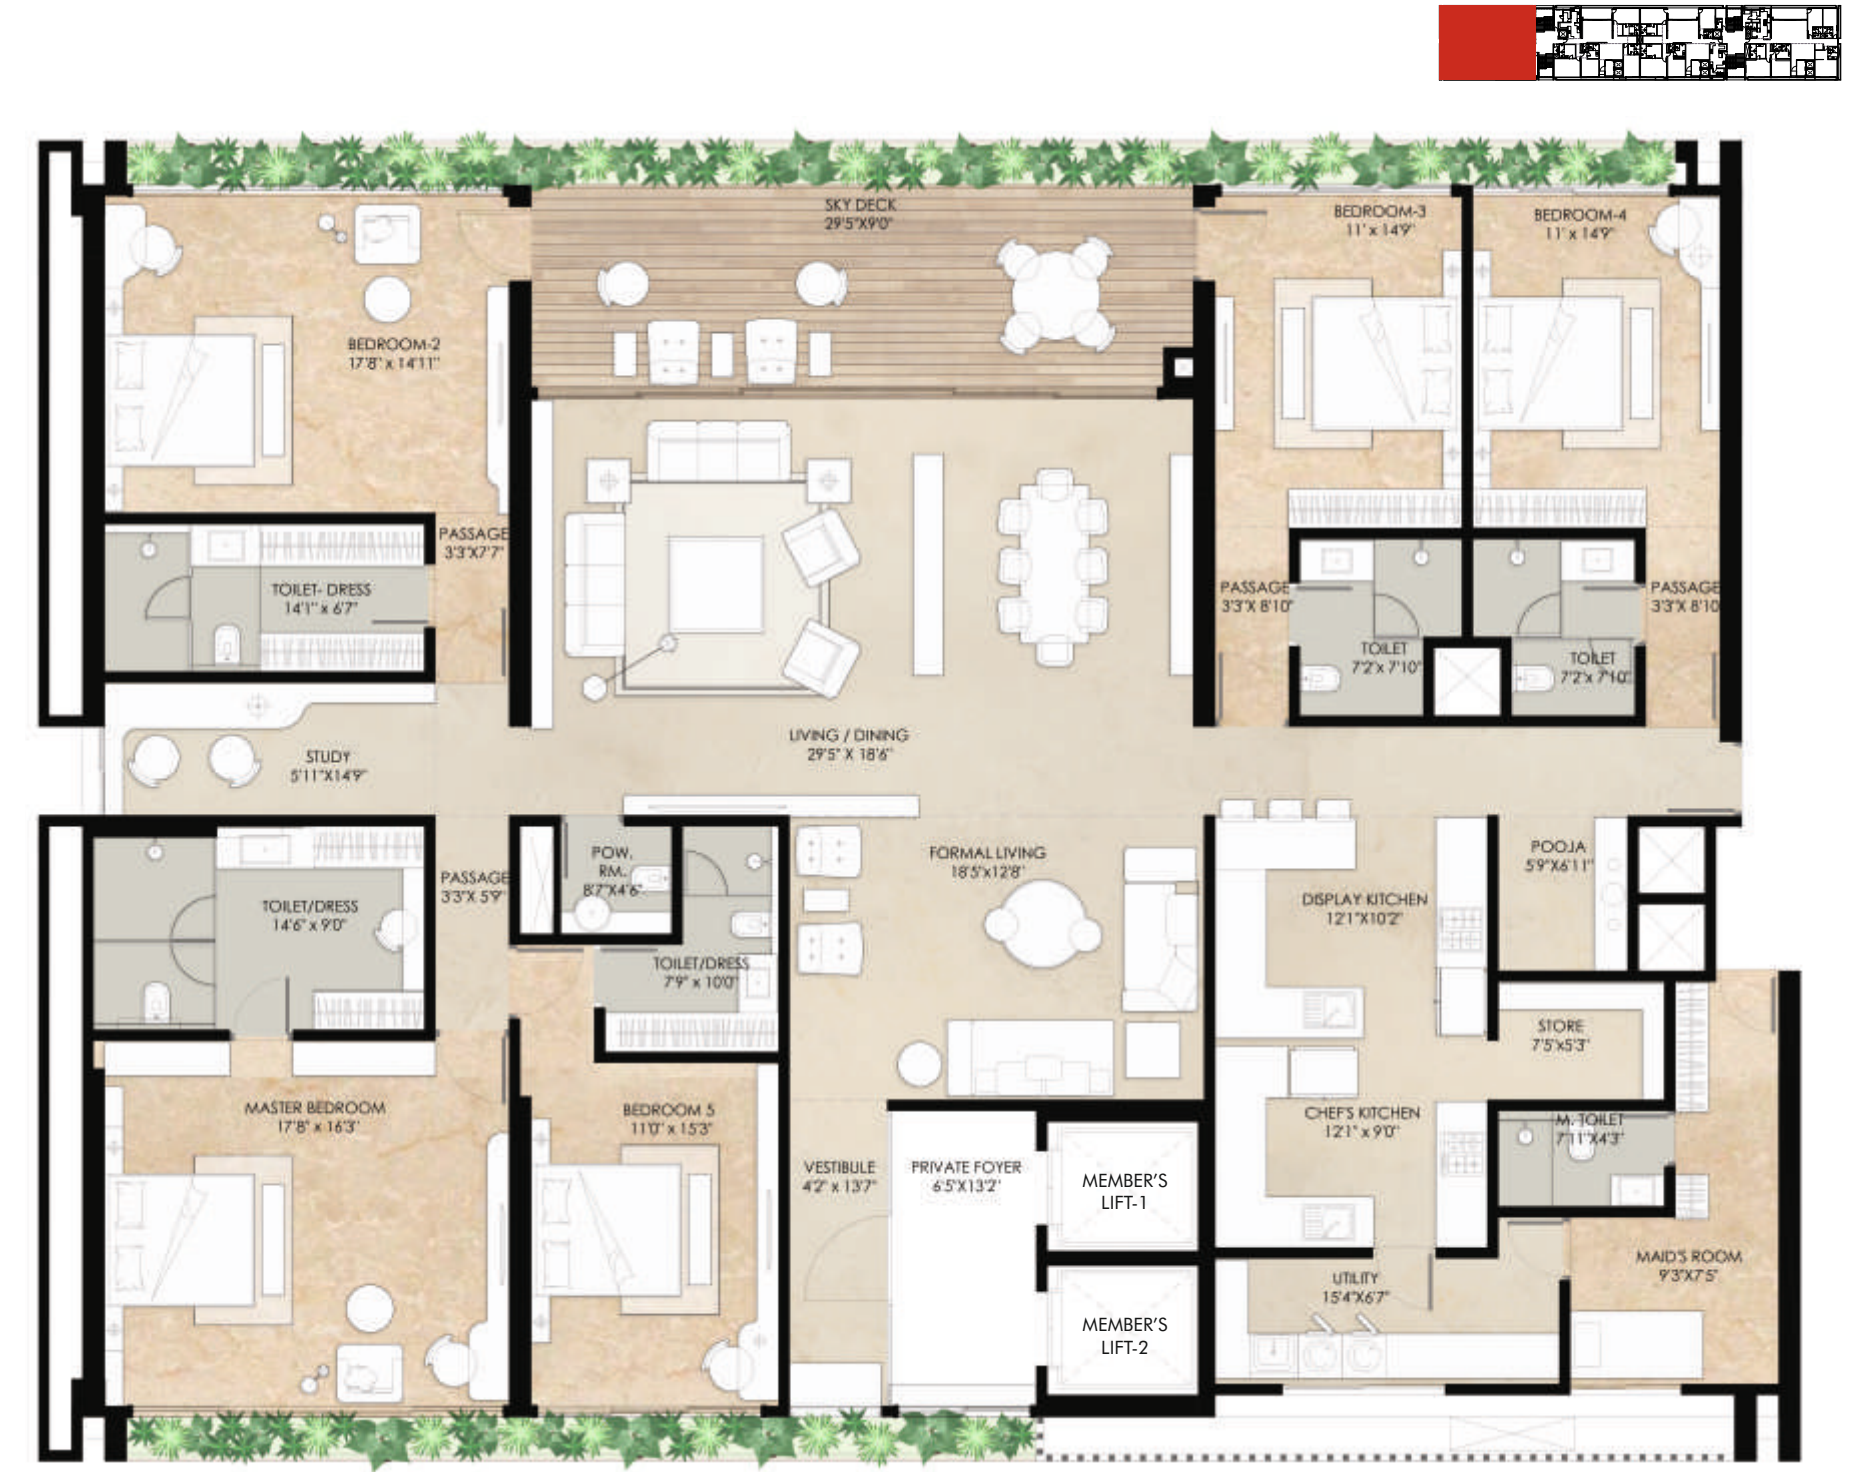 SKY DECK
29'5"X9'0"
BEDROOM-3
11' x 14'9"
BEDROOM-4
11' x 14'9"
BEDROOM-2
17'8" x 14'11"
PASSAGE
3'3"X7'7"
TOILET- DRESS
14'1" x 6'7"
PASSAGE
3'3"X 8'10"
PASSAGE
3'3"X 8'10
TOILET
7'2"x 7'10"
TOILET
7'2"x 7'10"
LIVING / DINING
29'5" X 18'6"
STUDY
5'11"X14'9"
POW.
RM.
8'7"X4'6"
FORMAL LIVING
18'5"x12'8"
POOJA
5'9"X6'11"
PASSAGE
3'3"X 5'9"
TOILET/DRESS
14'6" x 9'0"
DISPLAY KITCHEN
12'1"X10'2"
TOILET/DRESS
7'9" x 10'0"
STORE
7'5"x5'3"
MASTER BEDROOM
17'8" x 16'3"
BEDROOM 5
11'0" x 15'3"
CHEF'S KITCHEN
12'1" x 9'0"
M. TOILET
7'11"X4'3"
VESTIBULE
4'2" x 13'7"
PRIVATE FOYER
6'5"X13'2"
MEMBER'S
LIFT-1
MAID'S ROOM
9'3"X7'5"
UTILITY
15'4"X6'7"
MEMBER'S
LIFT-2